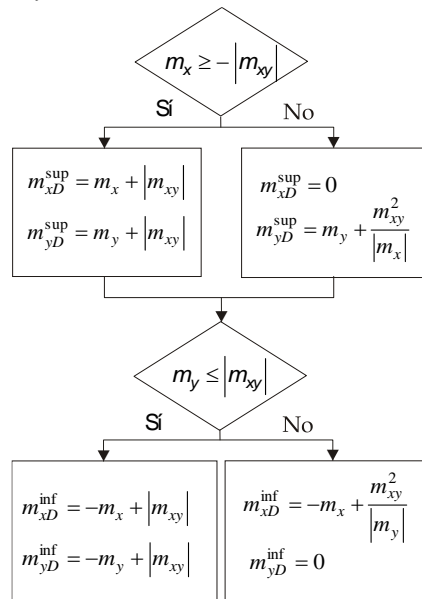 m_x ≥ -|m_xy|
Sí No
m_xD^sup = m_x + |m_xy|
m_yD^sup = m_y + |m_xy|
m_xD^sup = 0
m_yD^sup = m_y + m_xy^2/|m_x|
m_y ≤ |m_xy|
Sí No
m_xD^inf = -m_x + |m_xy|
m_yD^inf = -m_y + |m_xy|
m_xD^inf = -m_x + m_xy^2/|m_y|
m_yD^inf = 0